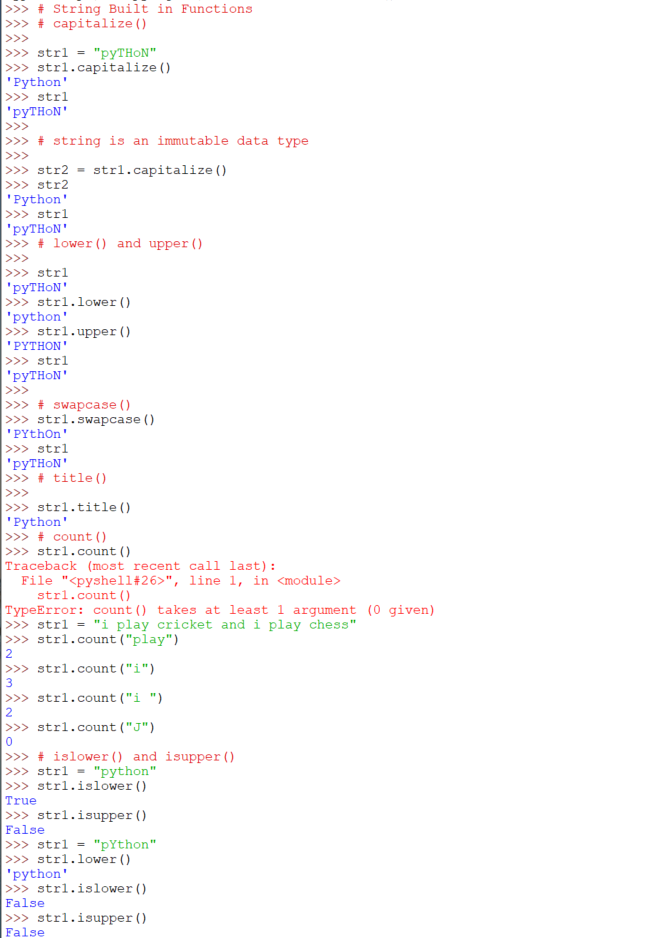 >>> # String Built in Functions
>>> # capitalize()
>>>
>>> str1 = "pyTHoN"
>>> str1.capitalize()
'Python'
>>> str1
'pyTHoN'
>>>
>>> # string is an immutable data type
>>>
>>> str2 = str1.capitalize()
>>> str2
'Python'
>>> str1
'pyTHoN'
>>> # lower() and upper()
>>>
>>> str1
'pyTHoN'
>>> str1.lower()
'python'
>>> str1.upper()
'PYTHON'
>>> str1
'pyTHoN'
>>>
>>> # swapcase()
>>> str1.swapcase()
'PYthOn'
>>> str1
'pyTHoN'
>>> # title()
>>>
>>> str1.title()
'Python'
>>> # count()
>>> str1.count()
Traceback (most recent call last):
  File "<pyshell#26>", line 1, in <module>
    str1.count()
TypeError: count() takes at least 1 argument (0 given)
>>> str1 = "i play cricket and i play chess"
>>> str1.count("play")
2
>>> str1.count("i")
3
>>> str1.count("i ")
2
>>> str1.count("J")
0
>>> # islower() and isupper()
>>> str1 = "python"
>>> str1.islower()
True
>>> str1.isupper()
False
>>> str1 = "pYthon"
>>> str1.lower()
'python'
>>> str1.islower()
False
>>> str1.isupper()
False